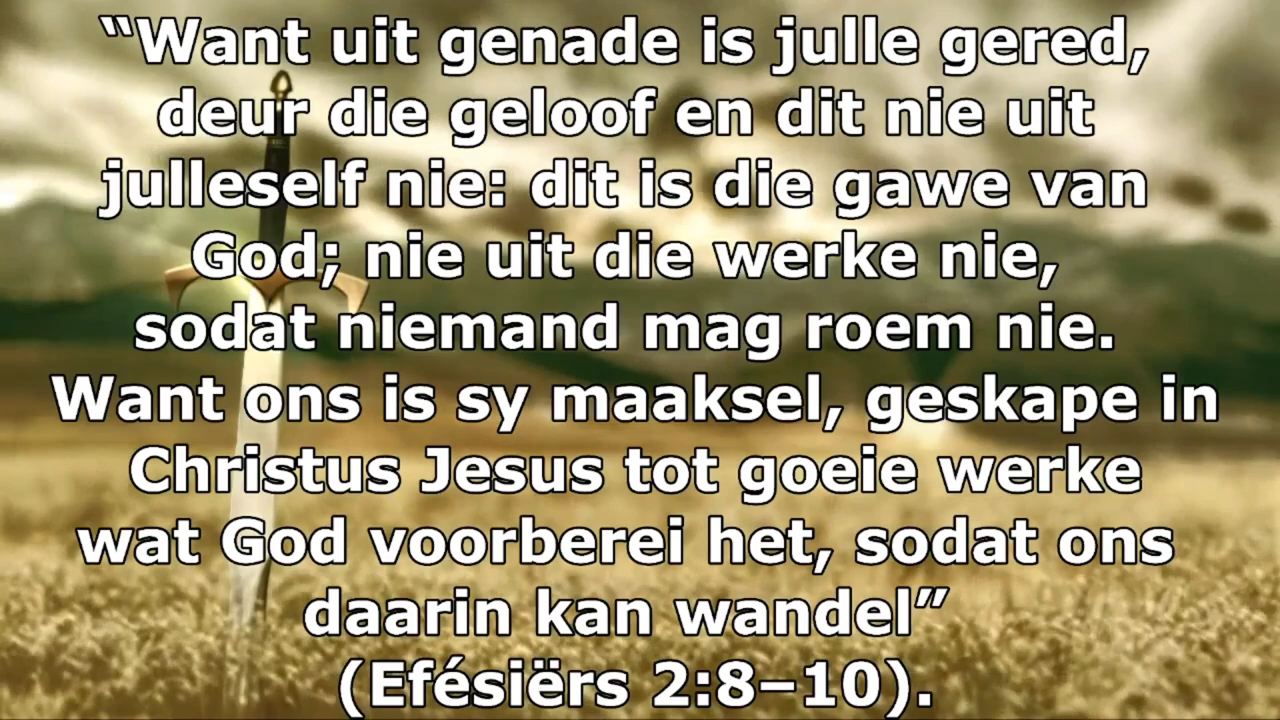 “Want uit genade is julle gered,
deur die geloof en dit nie uit
julleself nie: dit is die gawe van
God; nie uit die werke nie,
sodat niemand mag roem nie.
Want ons is sy maaksel, geskape in
Christus Jesus tot goeie werke
wat God voorberei het, sodat ons
daarin kan wandel”
(Efésiërs 2:8–10).